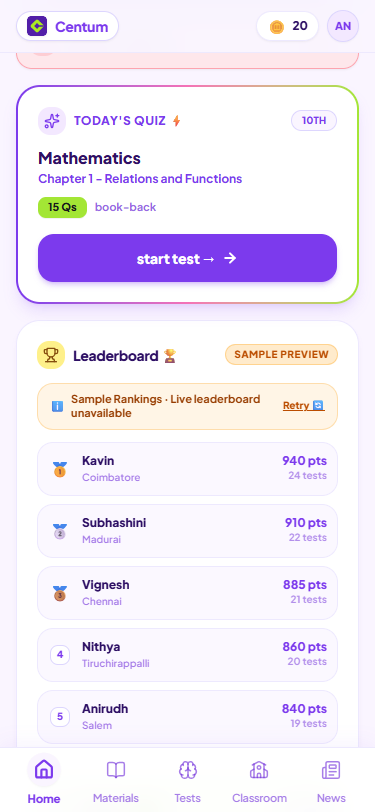 Centum
20
AN
TODAY'S QUIZ
10TH
Mathematics
Chapter 1 - Relations and Functions
15 Qs
book-back
start test → →
Leaderboard
SAMPLE PREVIEW
Sample Rankings · Live leaderboard
unavailable
Retry
1
Kavin
940 pts
Coimbatore
24 tests
2
Subhashini
910 pts
Madurai
22 tests
3
Vignesh
885 pts
Chennai
21 tests
4
Nithya
860 pts
Tiruchirappalli
20 tests
5
Anirudh
840 pts
Salem
19 tests
Home
Materials
Tests
Classroom
News